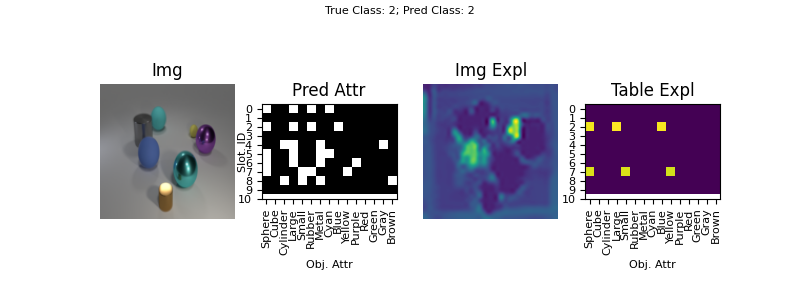 True Class: 2; Pred Class: 2
Img
Pred Attr
Img Expl
Table Expl
Slot. ID
0
1
2
3
4
5
6
7
8
9
10
0
1
2
3
4
5
6
7
8
9
10
Sphere
Cube
Cylinder
Large
Small
Rubber
Metal
Cyan
Blue
Yellow
Purple
Red
Green
Gray
Brown
Sphere
Cube
Cylinder
Large
Small
Rubber
Metal
Cyan
Blue
Yellow
Purple
Red
Green
Gray
Brown
Obj. Attr
Obj. Attr